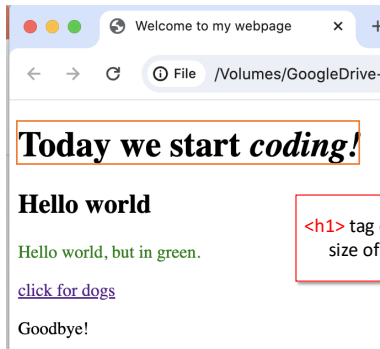 Welcome to my webpage
File /Volumes/GoogleDrive-
Today we start coding!
Hello world
Hello world, but in green.
<h1> tag
size of
click for dogs
Goodbye!